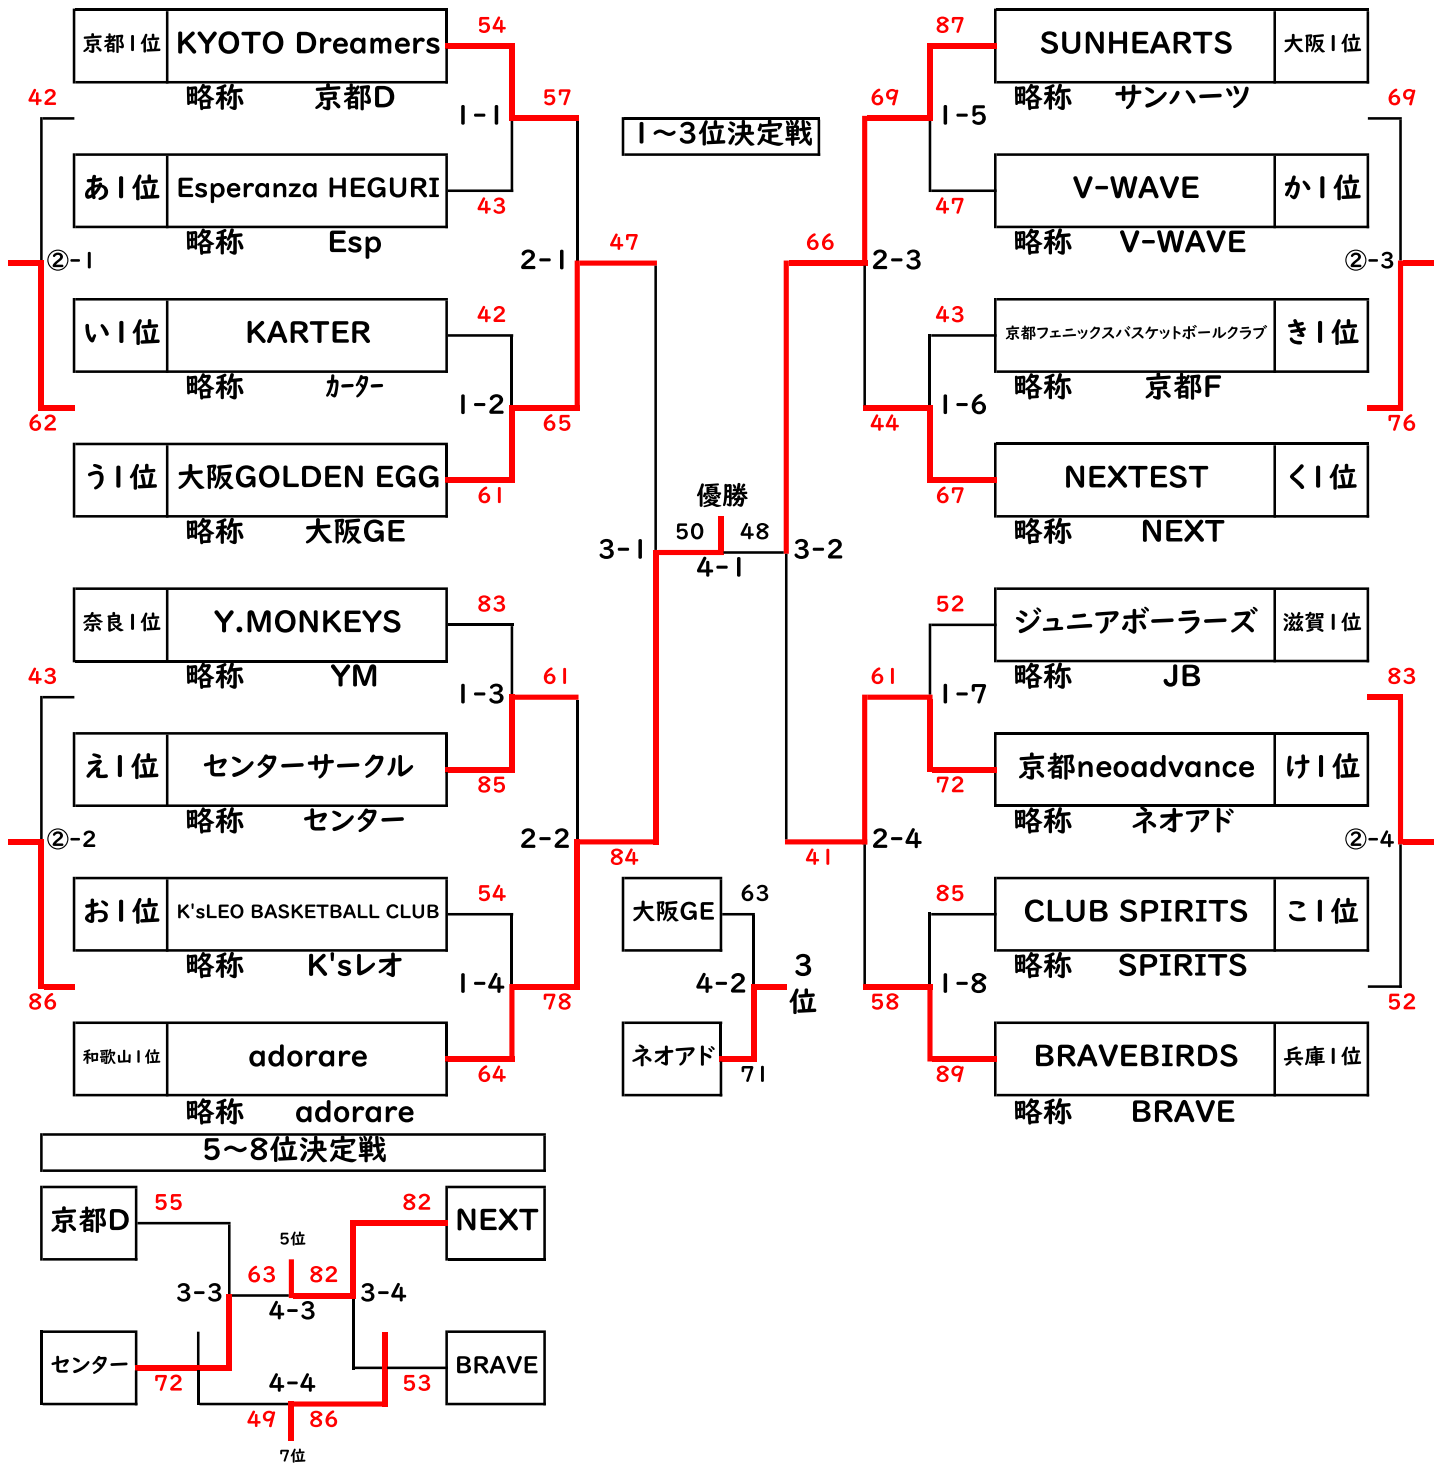 京都1位 KYOTO Dreamers 54 87 SUNHEARTS 大阪1位
42 略称 京都D 57 69 略称 サンハーツ 69
1-1 1～3位決定戦 1-5
あ1位 Esperanza HEGURI 43 47 V-WAVE か1位
略称 Esp 47 66 略称 V-WAVE
②-1 2-1 2-3 ②-3
い1位 KARTER 42 43 京都フェニックスバスケットボールクラブ き1位
略称 カーター 略称 京都F
1-2 1-6
62 65 44 76
う1位 大阪GOLDEN EGG 61 67 NEXTEST く1位
優勝
略称 大阪GE 50 48 略称 NEXT
3-1 4-1 3-2
奈良1位 Y.MONKEYS 83 52 ジュニアボーラーズ 滋賀1位
43 略称 YM 61 61 略称 JB 83
1-3 1-7
え1位 センターサークル 85 72 京都neoadvance け1位
略称 センター 略称 ネオアド
②-2 2-2 84 41 2-4 ②-4
お1位 K'sLEO BASKETBALL CLUB 54 大阪GE 63 85 CLUB SPIRITS こ1位
略称 K'sレオ 3位 略称 SPIRITS
1-4 4-2 1-8
86 78 58 52
和歌山1位 adorare 64 ネオアド 71 89 BRAVEBIRDS 兵庫1位
略称 adorare 略称 BRAVE
5～8位決定戦
京都D 55 82 NEXT
5位
63 82
3-3 4-3 3-4
センター 72 4-4 53 BRAVE
49 86
7位